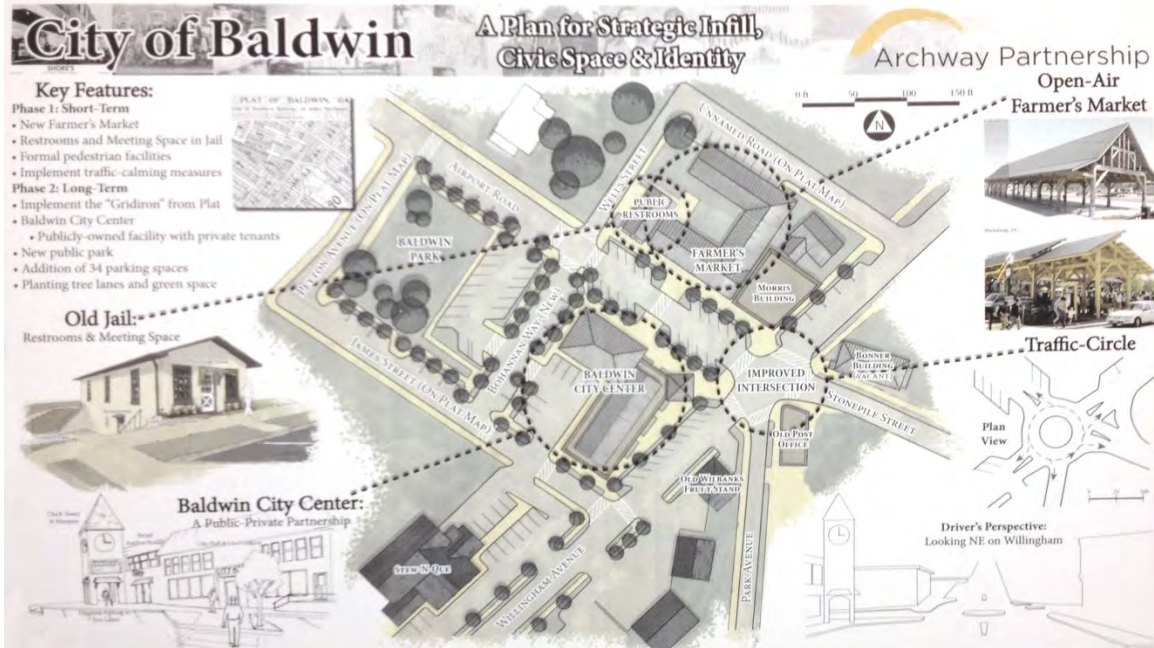 City of Baldwin
A Plan for Strategic Infill,
Civic Space & Identity
Archway Partnership
SHORE'S
Key Features:
Phase 1: Short-Term
• New Farmer's Market
• Restrooms and Meeting Space in Jail
• Formal pedestrian facilities
• Implement traffic-calming measures
Phase 2: Long-Term
• Implement the "Gridiron" from Plat
• Baldwin City Center
• Publicly-owned facility with private tenants
• New public park
• Addition of 34 parking spaces
• Planting tree lanes and green space
PLAT OF BALDWIN, GA
Old Jail:
Restrooms & Meeting Space
Baldwin City Center:
A Public-Private Partnership
Peyton Avenue (on Plat Map)
Airport Road
Baldwin Park
Wells Street
Unnamed Road (on Plat Map)
Public Restrooms
Farmer's Market
Morris Building
Bohanan Way (New)
James Street (on Plat Map)
Baldwin City Center
Improved Intersection
Bonner Building (vacant)
Stonepile Street
Old Post Office
Old Wilbanks Fruit Stand
Park Avenue
Willingham Avenue
Stew-N-Que
0 ft 50 100 150 ft
N
Open-Air
Farmer's Market
Traffic-Circle
Plan
View
Driver's Perspective:
Looking NE on Willingham